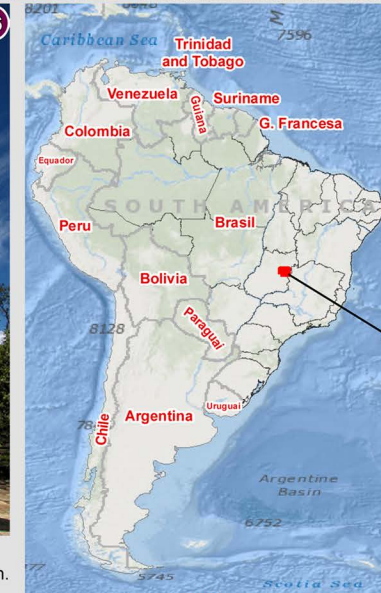 8201
7596
Caribbean Sea
Trinidad
and Tobago
Venezuela
Guiana
Suriname
G. Francesa
Colombia
Equador
SOUTH AMERICA
Peru
Brasil
Bolivia
8128
Paraguai
Uruguai
Chile
Argentina
Argentine
Basin
6752
5745
Scotia Sea